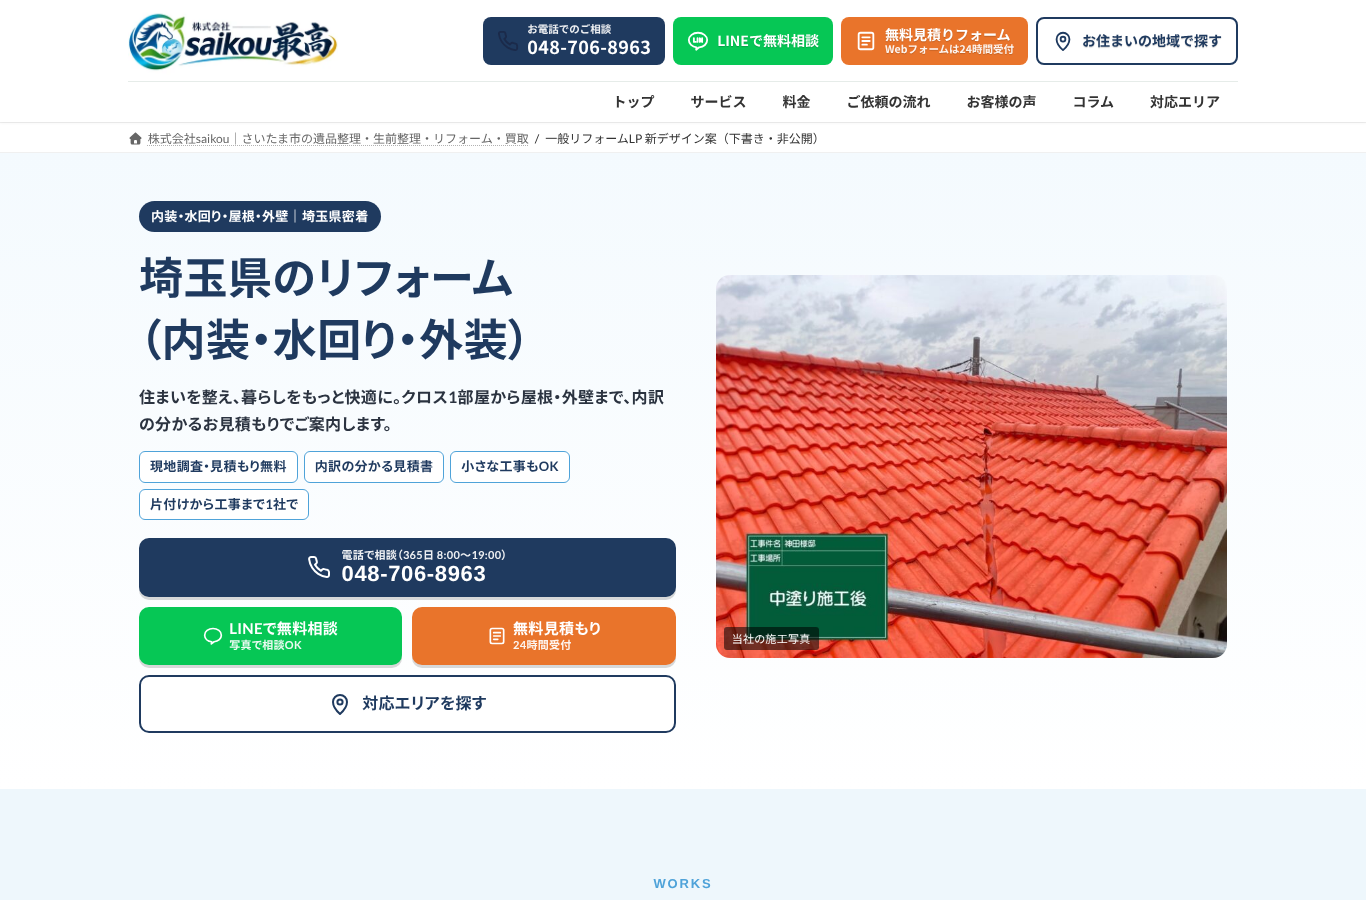 株式会社
saikou最高
お電話でのご相談
048-706-8963
LINEで無料相談
無料見積りフォーム
Webフォームは24時間受付
お住まいの地域で探す
トップ
サービス
料金
ご依頼の流れ
お客様の声
コラム
対応エリア
株式会社saikou｜さいたま市の遺品整理・生前整理・リフォーム・買取 / 一般リフォームLP 新デザイン案（下書き・非公開）
内装・水回り・屋根・外壁｜埼玉県密着
埼玉県のリフォーム
（内装・水回り・外装）
住まいを整え、暮らしをもっと快適に。クロス1部屋から屋根・外壁まで、内訳
の分かるお見積もりでご案内します。
現地調査・見積もり無料
内訳の分かる見積書
小さな工事もOK
片付けから工事まで1社で
電話で相談（365日 8:00〜19:00）
048-706-8963
LINEで無料相談
写真で相談OK
無料見積もり
24時間受付
対応エリアを探す
工事件名 神田様邸
工事場所
中塗り施工後
当社の施工写真
WORKS